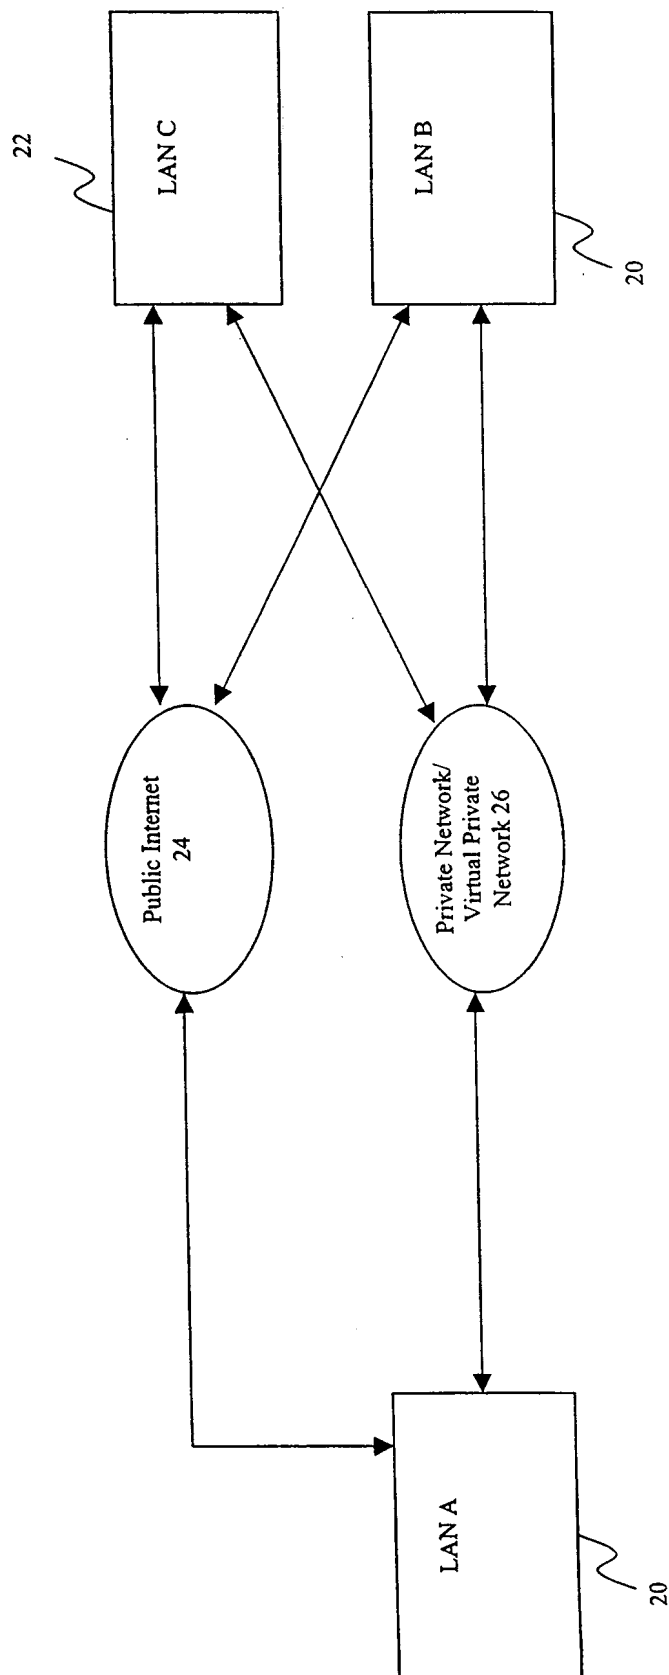 22
LAN C
LAN B
20
Public Internet
24
Private Network/
Virtual Private
Network 26
LAN A
20